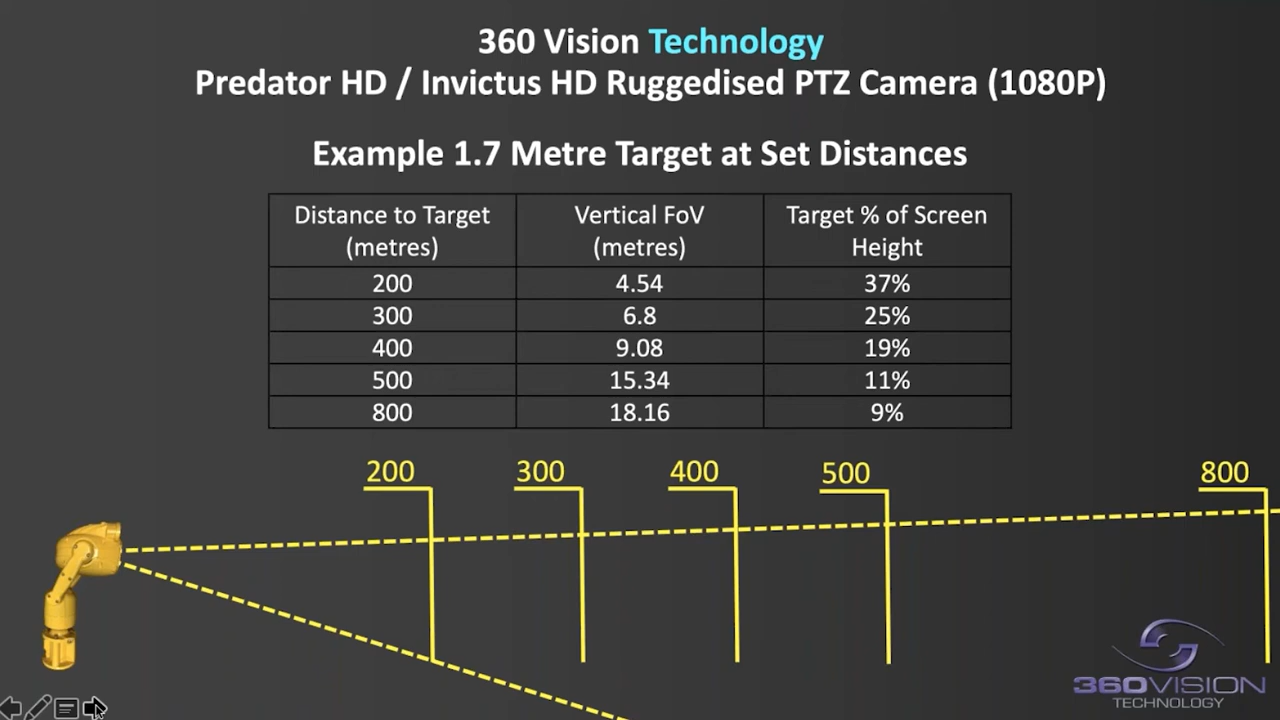 360 Vision Technology
Predator HD / Invictus HD Ruggedised PTZ Camera (1080P)
Example 1.7 Metre Target at Set Distances
Distance to Target (metres) Vertical FoV (metres) Target % of Screen Height
200 4.54 37%
300 6.8 25%
400 9.08 19%
500 15.34 11%
800 18.16 9%
200 300 400 500 800
360VISION
TECHNOLOGY